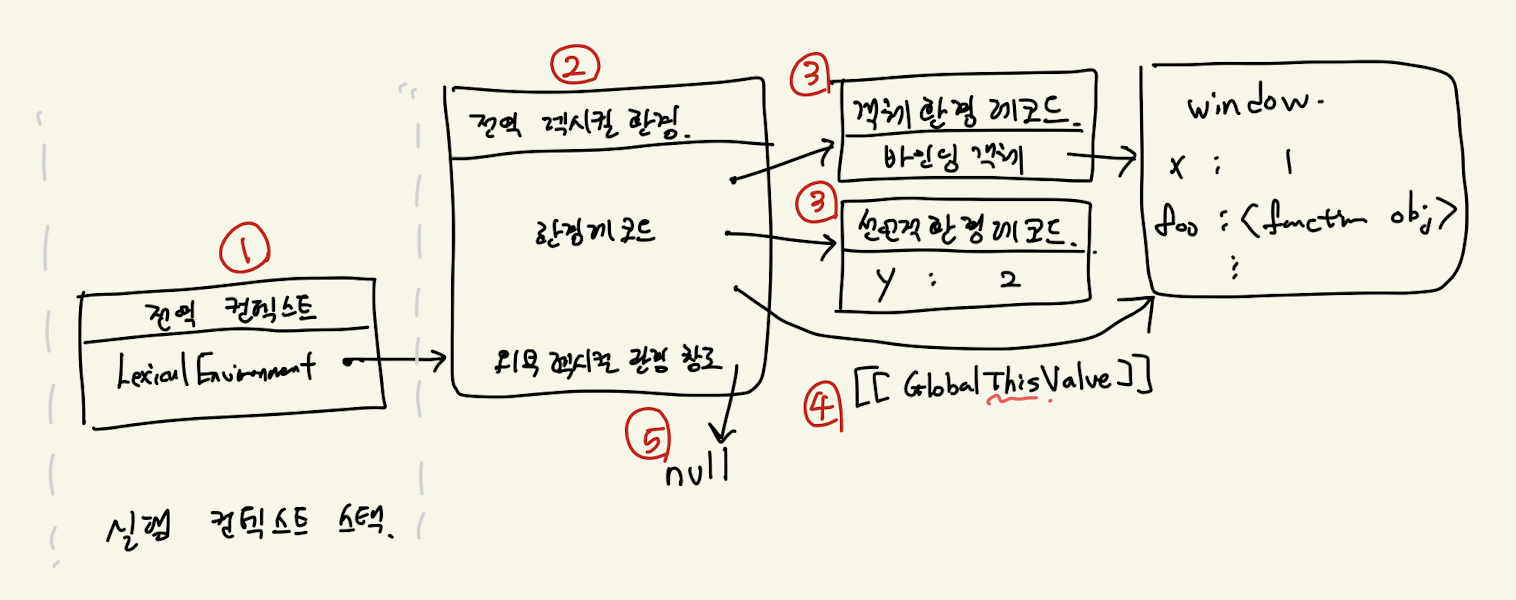 ①
전역 컨텍스트
Lexical Environment
실행 컨텍스트 스택.
②
전역 렉시컬 환경.
환경레코드
외부 렉시컬 환경 참조
⑤
null
③
객체 환경 레코드.
바인딩 객체
③
선언적 환경 레코드.
y : 2
④
[[GlobalThisValue]]
window.
x : 1
foo : <function obj>
⋮